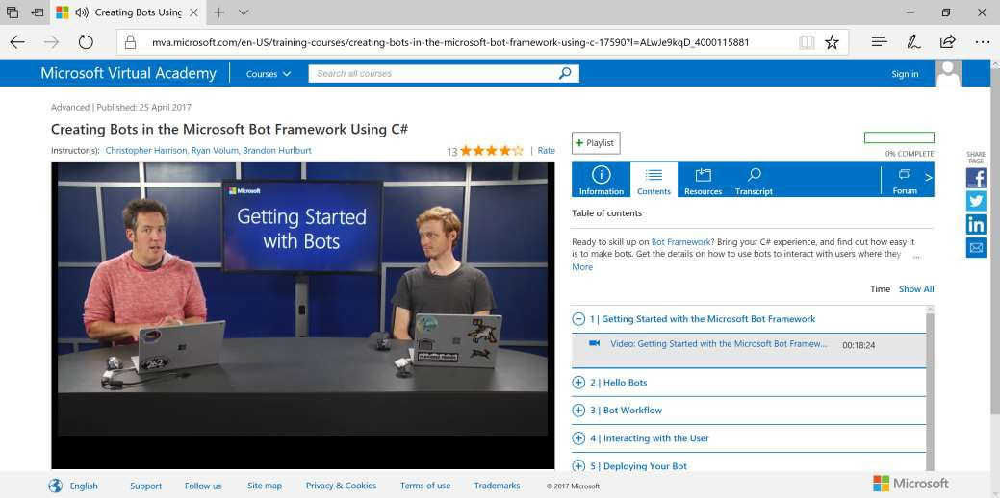 Creating Bots Using
mva.microsoft.com/en-US/training-courses/creating-bots-in-the-microsoft-bot-framework-using-c-17590?l=ALwJe9kqD_4000115881
Microsoft Virtual Academy
Courses
Search all courses
Sign in
Advanced | Published: 25 April 2017
Creating Bots in the Microsoft Bot Framework Using C#
Instructor(s): Christopher Harrison, Ryan Volum, Brandon Hurlburt
13
| Rate
Microsoft
Getting Started
with Bots
+ Playlist
0% COMPLETE
SHARE
PAGE
Information
Contents
Resources
Transcript
Forum
Table of contents
Ready to skill up on Bot Framework? Bring your C# experience, and find out how easy it
is to make bots. Get the details on how to use bots to interact with users where they ...
More
Time Show All
1 | Getting Started with the Microsoft Bot Framework
Video: Getting Started with the Microsoft Bot Framew... 00:18:24
2 | Hello Bots
3 | Bot Workflow
4 | Interacting with the User
5 | Deploying Your Bot
English Support Follow us Site map Privacy & Cookies Terms of use Trademarks © 2017 Microsoft
Microsoft